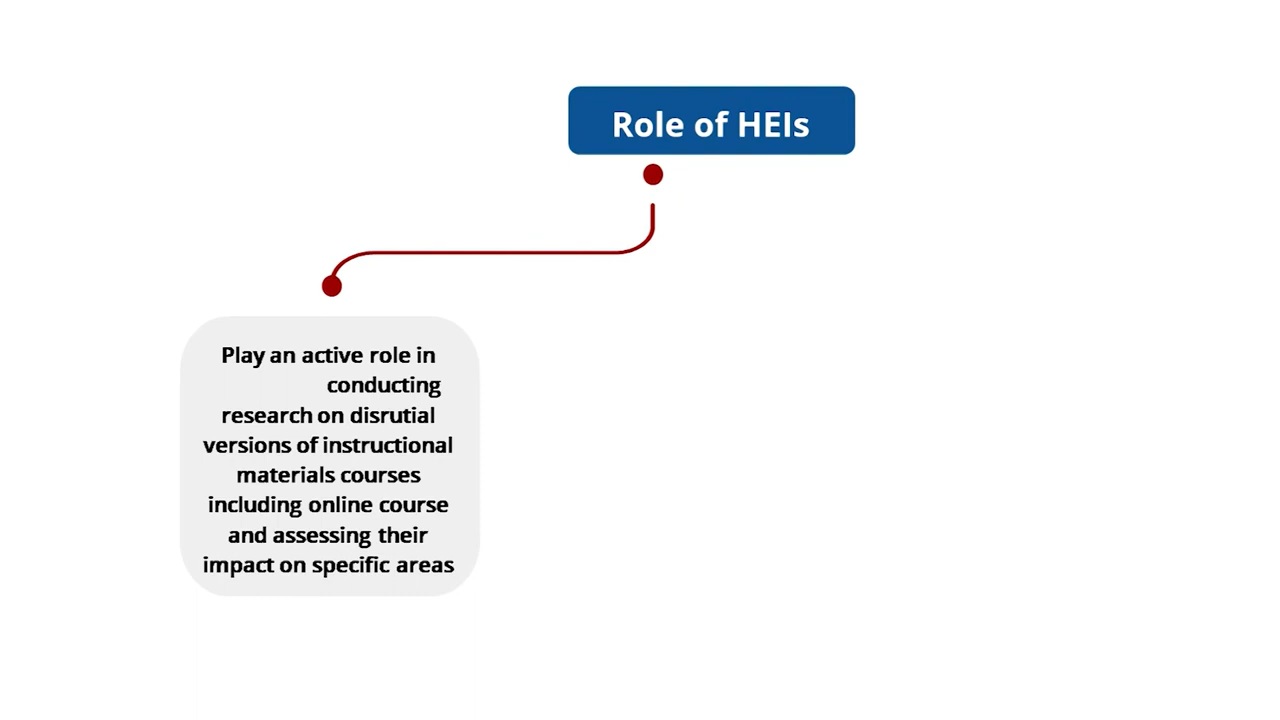 Role of HEIs
Play an active role in
conducting
research on disrutial
versions of instructional
materials courses
including online course
and assessing their
impact on specific areas